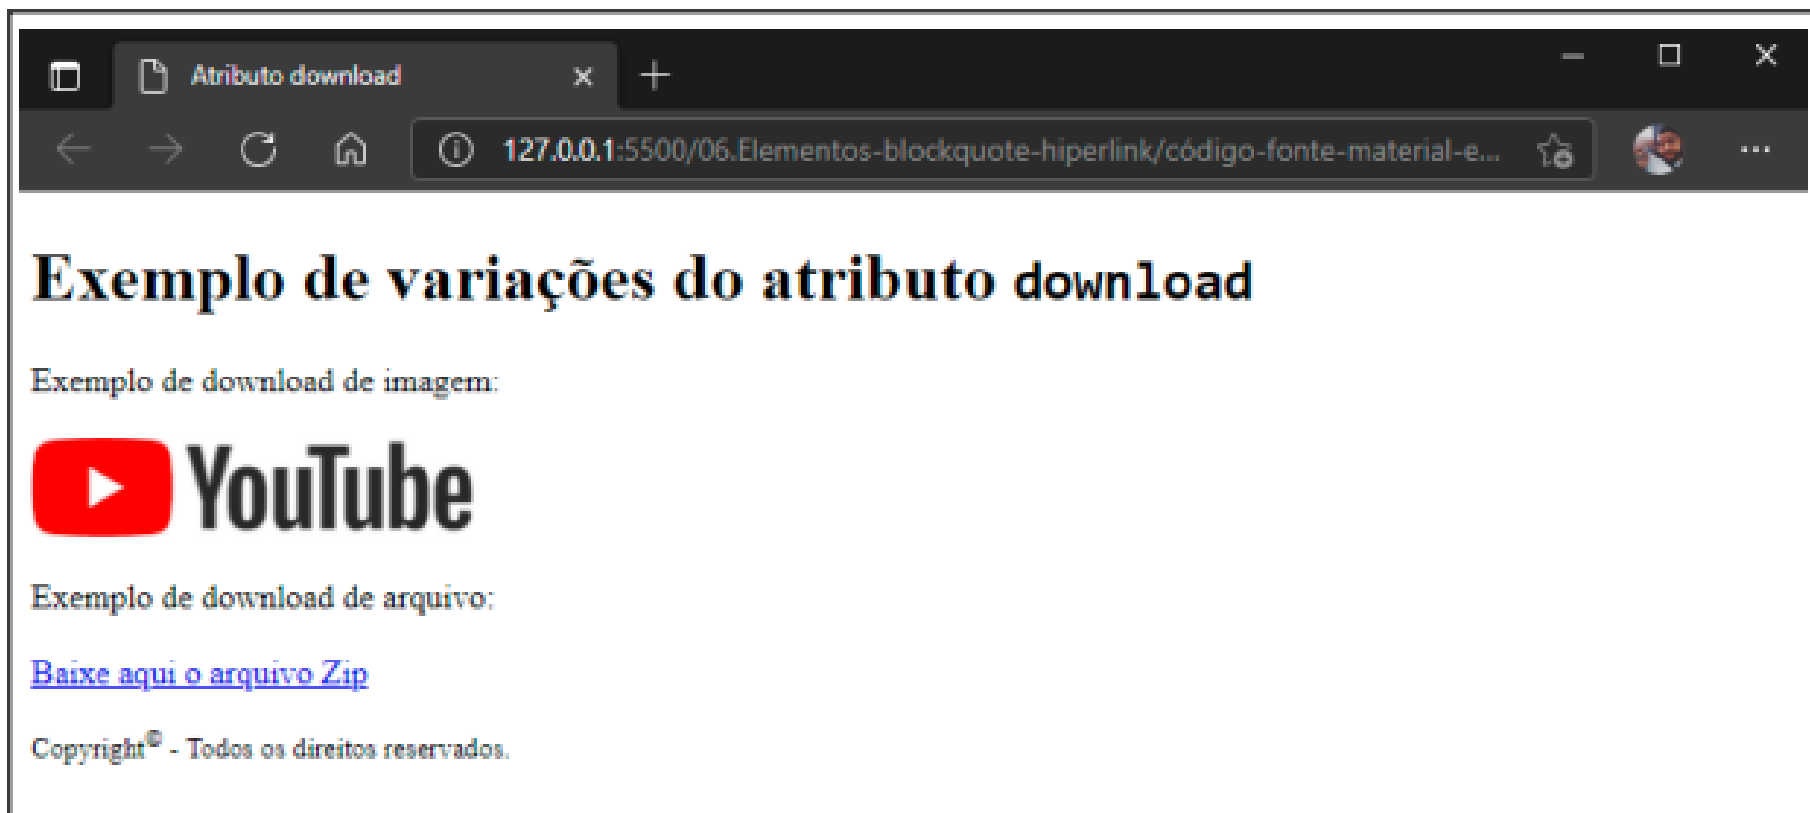 Atributo download
127.0.0.1:5500/06.Elementos-blockquote-hiperlink/código-fonte-material-e...
Exemplo de variações do atributo download
Exemplo de download de imagem:
YouTube
Exemplo de download de arquivo:
Baixe aqui o arquivo Zip
Copyright© - Todos os direitos reservados.